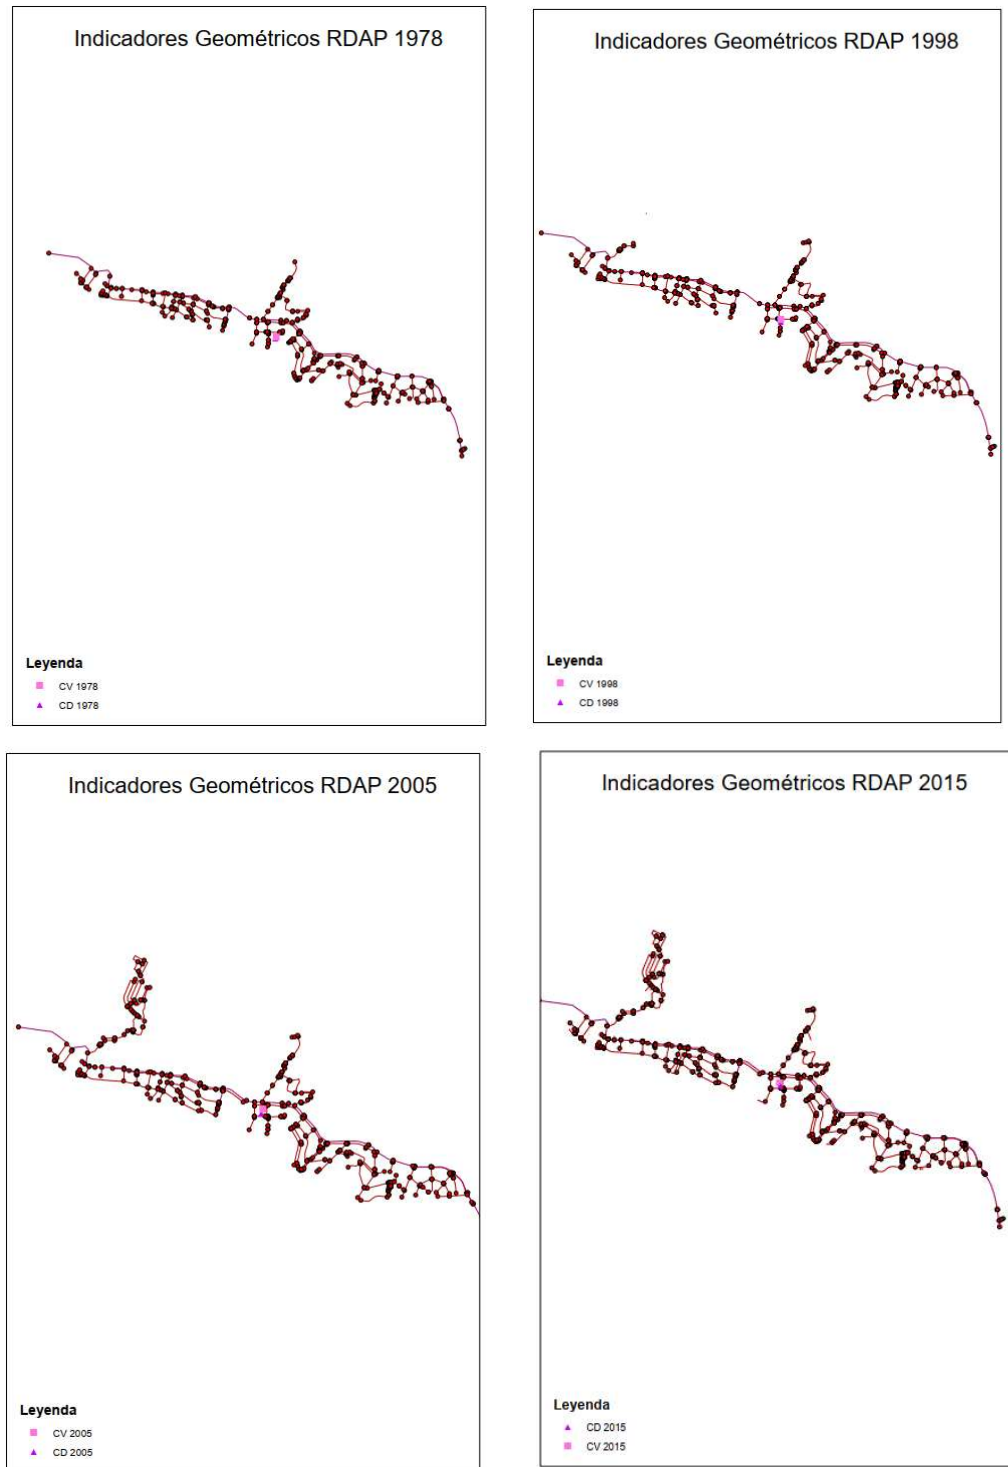 Indicadores Geométricos RDAP 1978
Leyenda
CV 1978
CD 1978
Indicadores Geométricos RDAP 1998
Leyenda
CV 1998
CD 1998
Indicadores Geométricos RDAP 2005
Leyenda
CV 2005
CD 2005
Indicadores Geométricos RDAP 2015
Leyenda
CD 2015
CV 2015